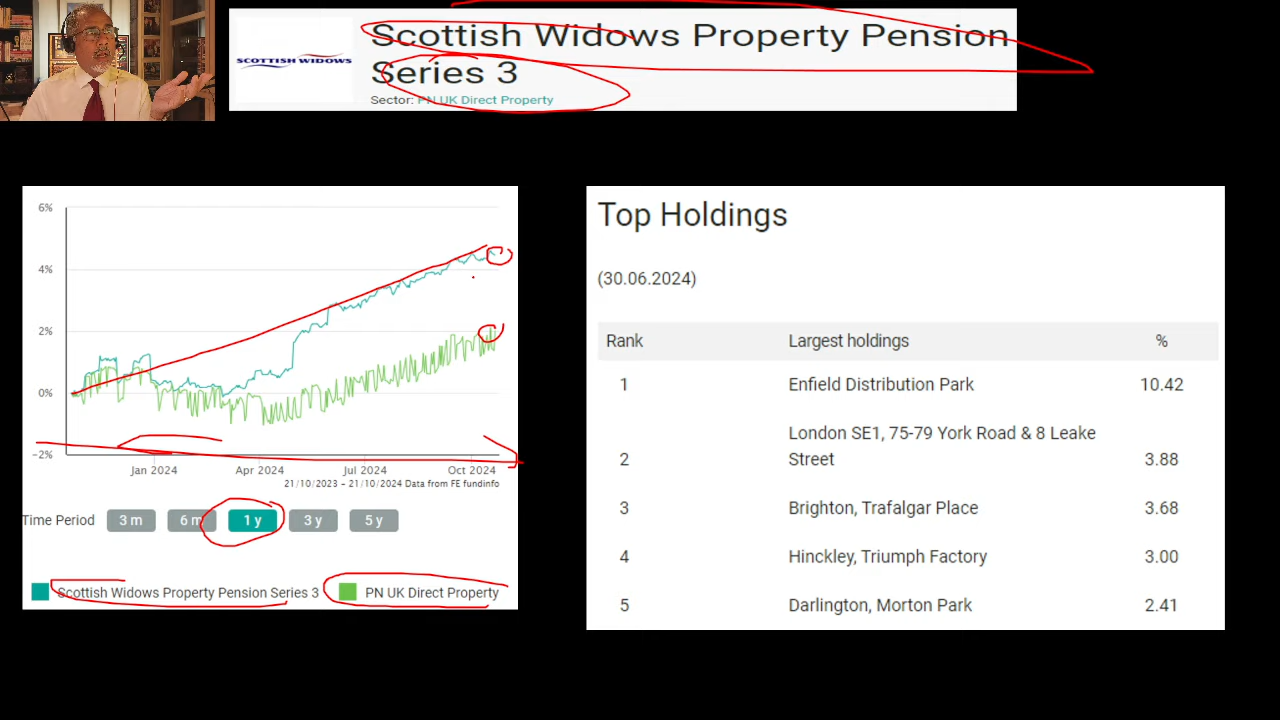 SCOTTISH WIDOWS
Scottish Widows Property Pension
Series 3
Sector: PN UK Direct Property
6%
4%
2%
0%
-2%
Jan 2024 Apr 2024 Jul 2024 Oct 2024
21/10/2023 - 21/10/2024 Data from FE fundinfo
Time Period 3 m 6 m 1 y 3 y 5 y
Scottish Widows Property Pension Series 3 PN UK Direct Property
Top Holdings
(30.06.2024)
Rank Largest holdings %
1 Enfield Distribution Park 10.42
London SE1, 75-79 York Road & 8 Leake
2 Street 3.88
3 Brighton, Trafalgar Place 3.68
4 Hinckley, Triumph Factory 3.00
5 Darlington, Morton Park 2.41